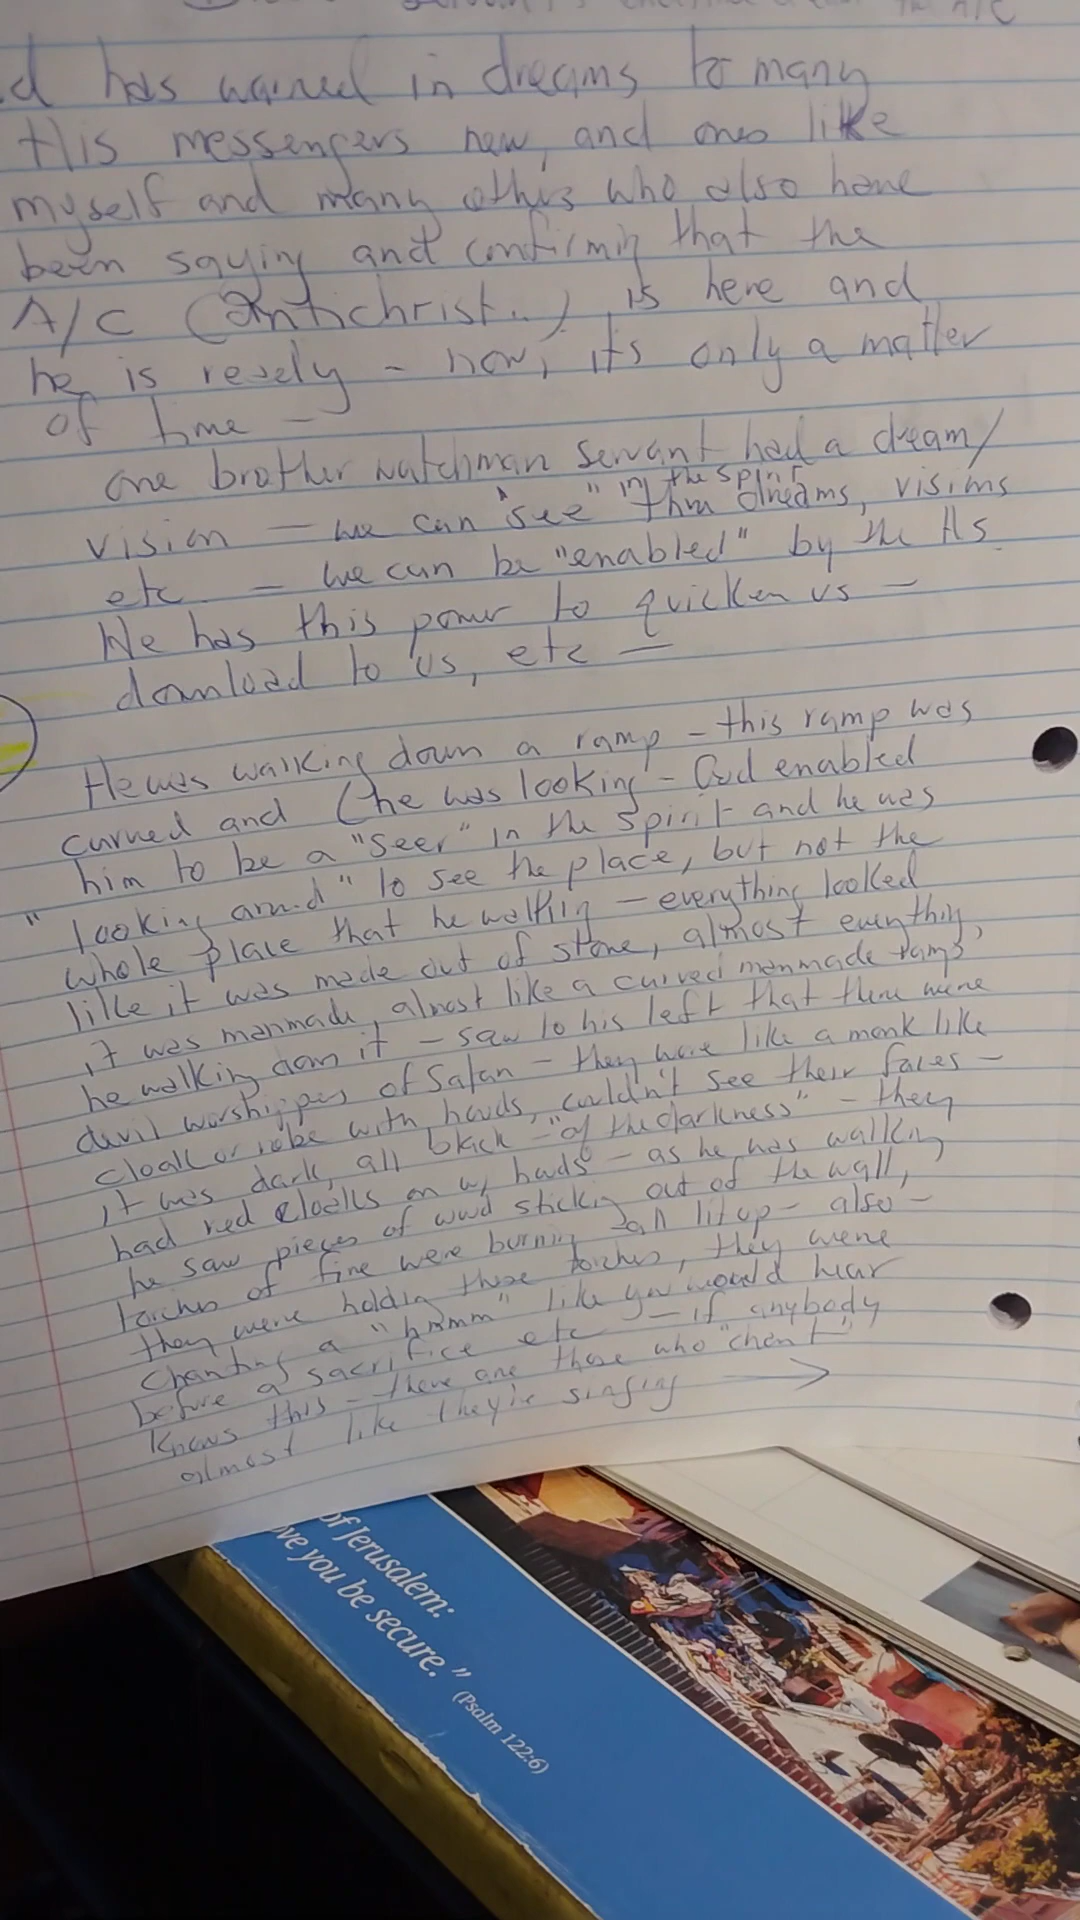 d has warned in dreams to many
His messengers now, and ones like
myself and many others who also have
been saying and confirmin that the
A/C (Antichrist..) is here and
he is ready - now, it's only a matter
of time -
one brother watchman servant had a dream/
vision - we can "see" in the spirit thru dreams, visions
etc - we can be "enabled" by the HS
He has this power to quicken us -
download to us, etc -
He was walking down a ramp - this ramp was
curved and (he was looking - God enabled
him to be a "seer" in the spirit and he was
"looking around" to see the place, but not the
whole place that he walking - everything looked
like it was made out of stone, almost everything,
it was manmade, almost like a curved manmade ramp
he walking down it - saw to his left that there were
devil worshippers of Satan - they wore like a monk like
cloak or robe with hoods, couldn't see their faces -
it was dark, all black - "of the darkness" - they
had red cloaks on w/ hoods - as he was walking
he saw pieces of wood sticking out of the wall,
torches of fire were burning all lit up - also -
they were holding these torches, they were
chanting a "hmmm" like you would hear
before a sacrifice etc - if anybody
knows this - there are those who "chant"
almost like they're singing →
of Jerusalem:
ove you be secure."
(Psalm 122:6)